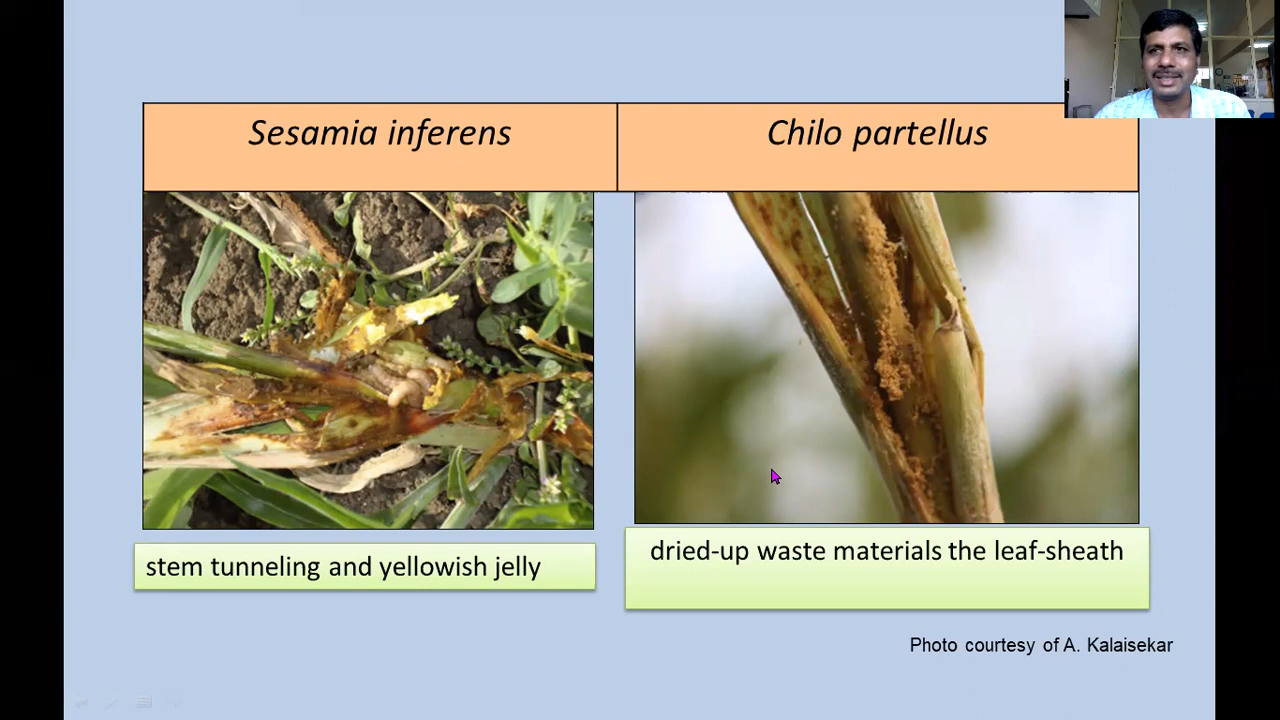 Sesamia inferens
Chilo partellus
stem tunneling and yellowish jelly
dried-up waste materials the leaf-sheath
Photo courtesy of A. Kalaisekar